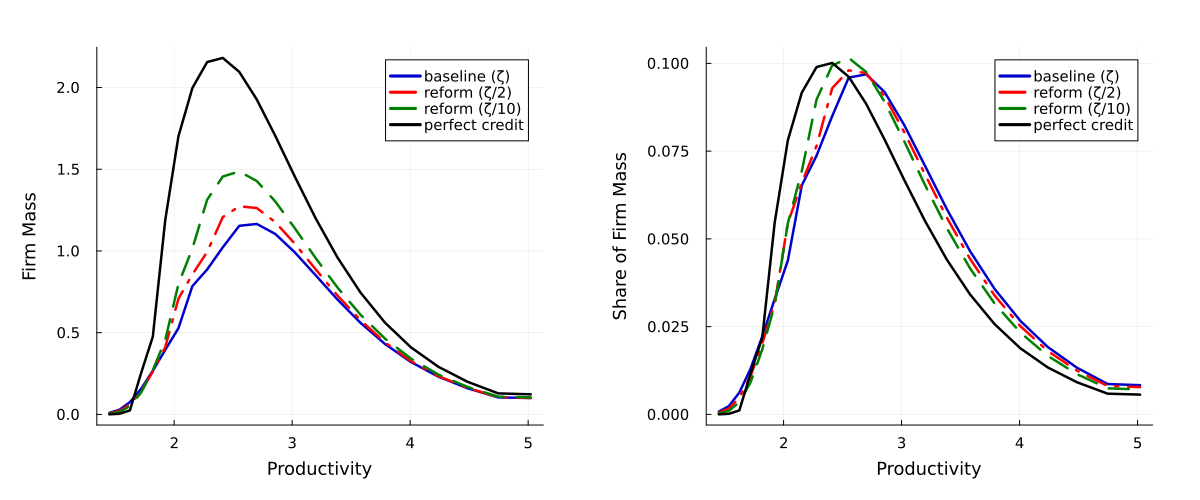 Firm Mass
2.0
1.5
1.0
0.5
0.0
2 3 4 5
Productivity
baseline (ζ)
reform (ζ/2)
reform (ζ/10)
perfect credit
Share of Firm Mass
0.100
0.075
0.050
0.025
0.000
2 3 4 5
Productivity
baseline (ζ)
reform (ζ/2)
reform (ζ/10)
perfect credit